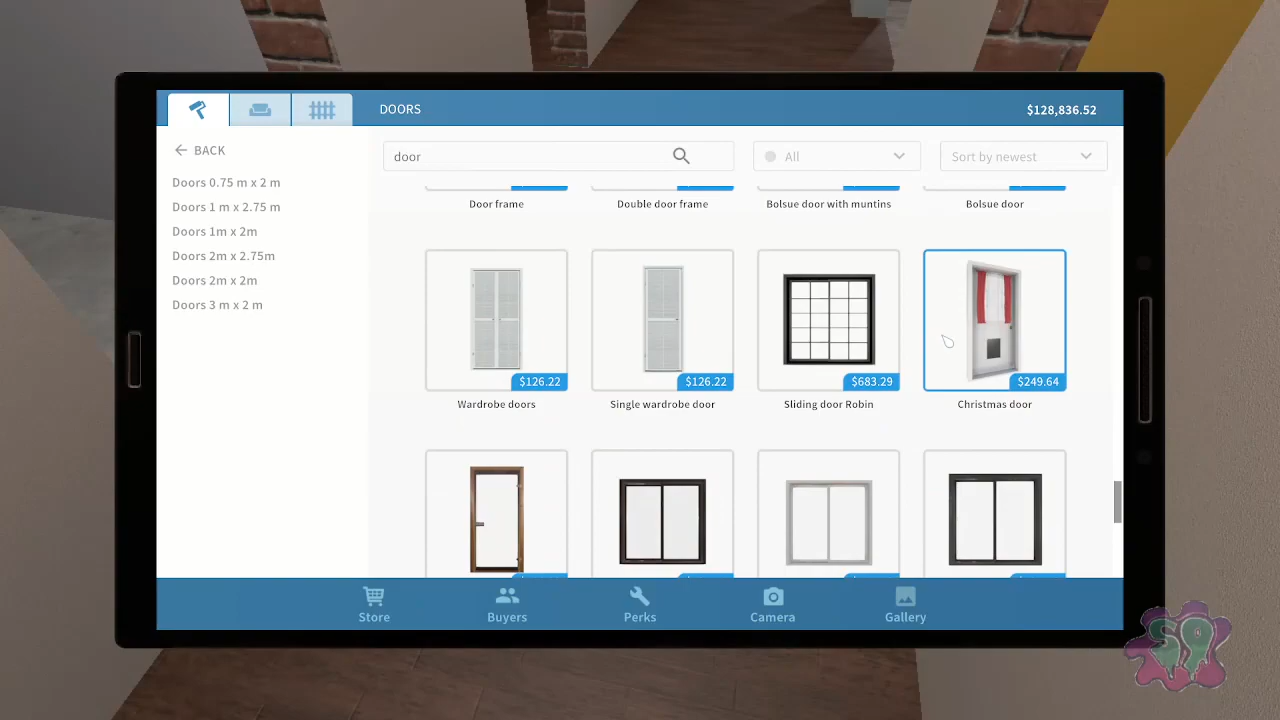 DOORS
$128,836.52
BACK
door
All
Sort by newest
Doors 0.75 m x 2 m
Doors 1 m x 2.75 m
Doors 1m x 2m
Doors 2m x 2.75m
Doors 2m x 2m
Doors 3 m x 2 m
Door frame
Double door frame
Bolsue door with muntins
Bolsue door
$126.22
$126.22
$683.29
$249.64
Wardrobe doors
Single wardrobe door
Sliding door Robin
Christmas door
Store
Buyers
Perks
Camera
Gallery
S9